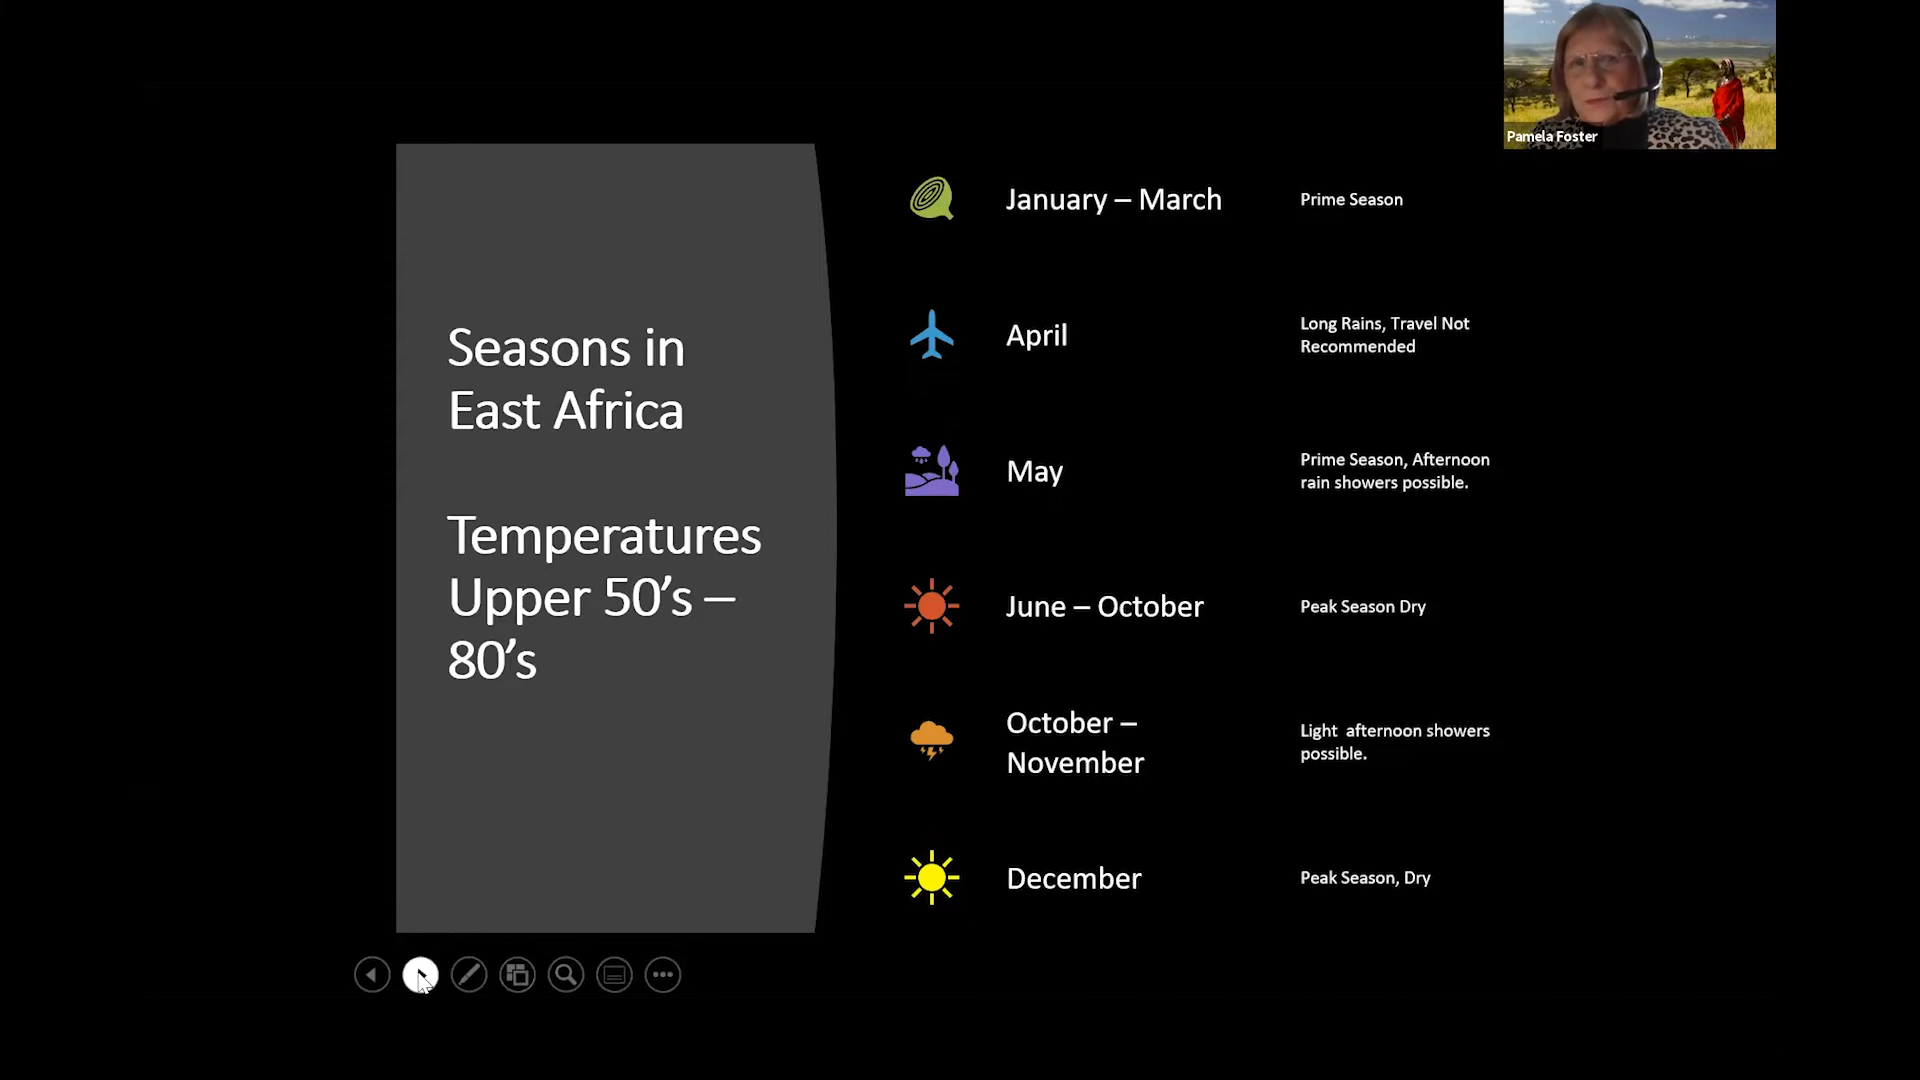 Pamela Foster
Seasons in
East Africa
Temperatures
Upper 50’s –
80’s
January – March
Prime Season
April
Long Rains, Travel Not
Recommended
May
Prime Season, Afternoon
rain showers possible.
June – October
Peak Season Dry
October –
November
Light  afternoon showers
possible.
December
Peak Season, Dry